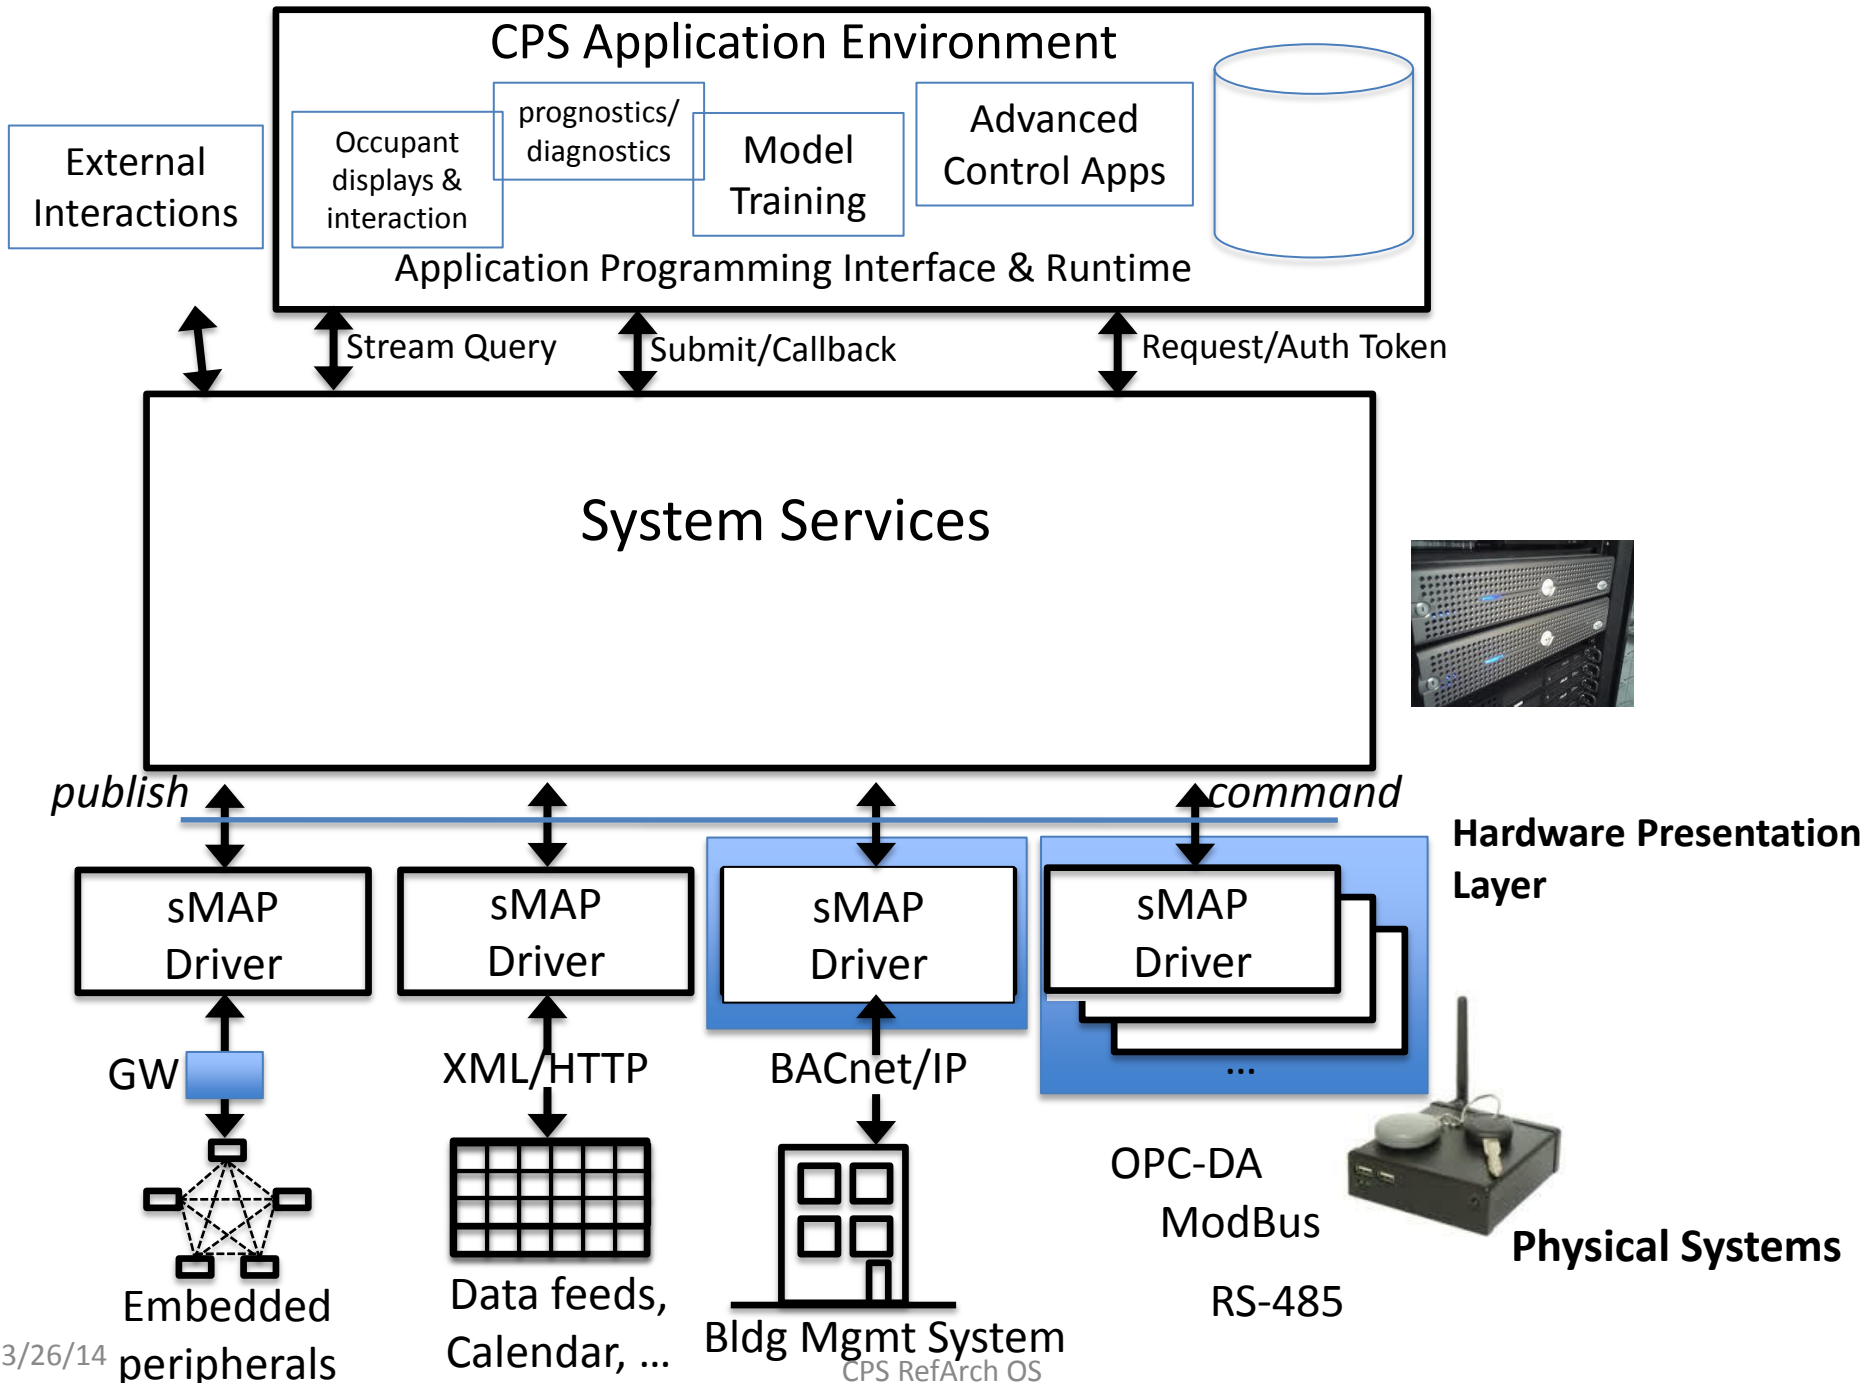 CPS Application Environment
External
Interactions
Occupant
displays &
interaction
prognostics/
diagnostics
Model
Training
Advanced
Control Apps
Application Programming Interface & Runtime
Stream Query
Submit/Callback
Request/Auth Token
System Services
publish
command
Hardware Presentation
Layer
sMAP
Driver
sMAP
Driver
sMAP
Driver
sMAP
Driver
...
GW
XML/HTTP
BACnet/IP
OPC-DA
ModBus
RS-485
Physical Systems
Embedded
peripherals
Data feeds,
Calendar, ...
Bldg Mgmt System
3/26/14
CPS RefArch OS